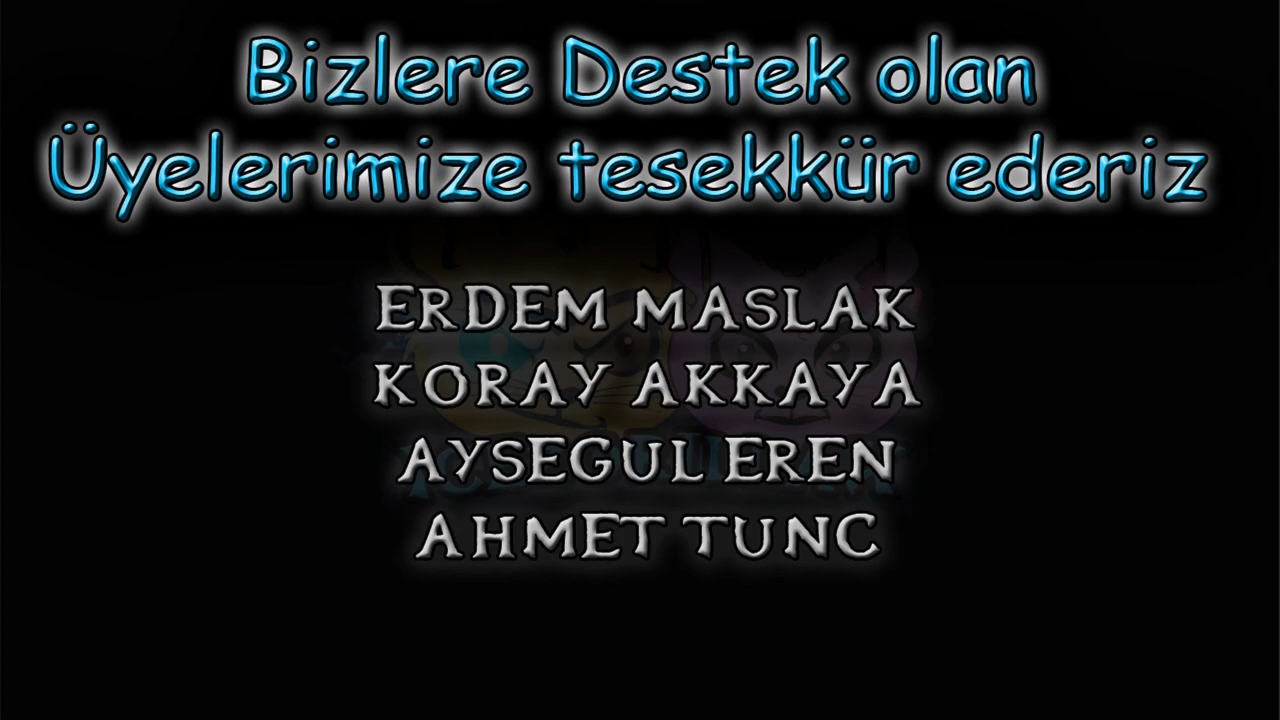 Bizlere Destek olan
Üyelerimize tesekkür ederiz
ERDEM MASLAK
KORAY AKKAYA
AYSEGUL EREN
AHMET TUNC